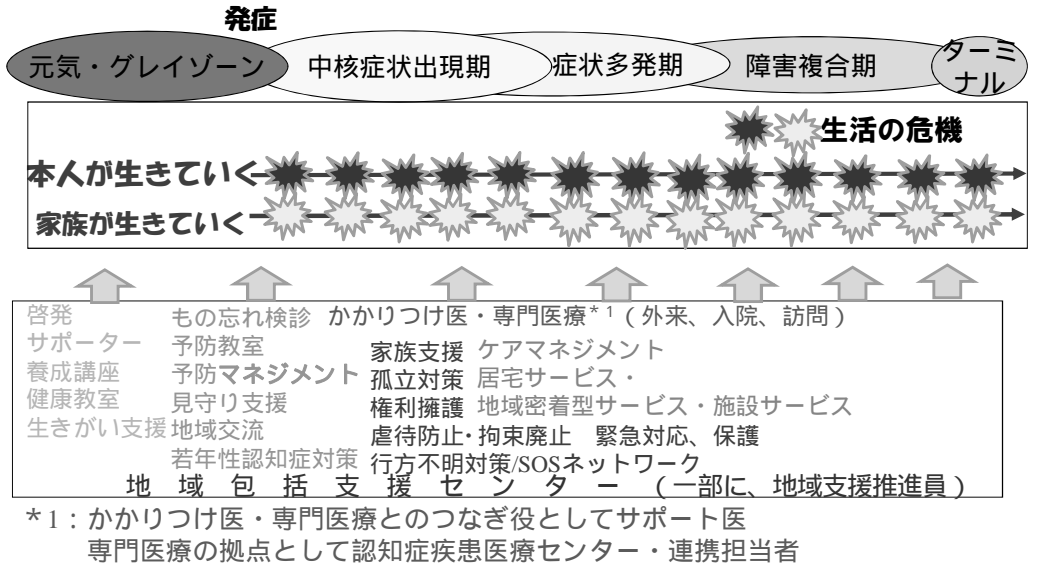 発症
元気・グレイゾーン 中核症状出現期 症状多発期 障害複合期 ターミナル
生活の危機
本人が生きていく
家族が生きていく
啓発
サポーター
養成講座
健康教室
生きがい支援
もの忘れ検診
予防教室
予防マネジメント
見守り支援
地域交流
若年性認知症対策
かかりつけ医・専門医療*1(外来、入院、訪問)
家族支援 ケアマネジメント
孤立対策 居宅サービス・
権利擁護 地域密着型サービス・施設サービス
虐待防止・拘束廃止 緊急対応、保護
行方不明対策/SOSネットワーク
地域包括支援センター(一部に、地域支援推進員)
*1:かかりつけ医・専門医療とのつなぎ役としてサポート医
専門医療の拠点として認知症疾患医療センター・連携担当者